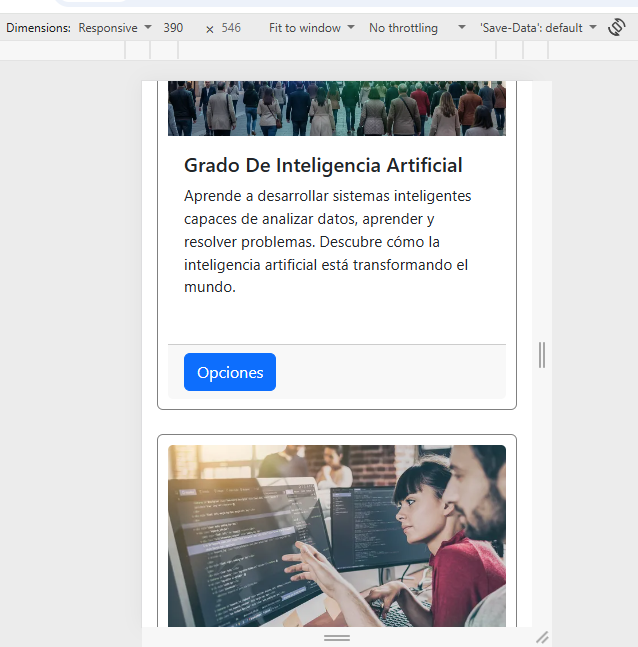 Dimensions: Responsive 390 × 546 Fit to window No throttling 'Save-Data': default
Grado De Inteligencia Artificial
Aprende a desarrollar sistemas inteligentes
capaces de analizar datos, aprender y
resolver problemas. Descubre cómo la
inteligencia artificial está transformando el
mundo.
Opciones